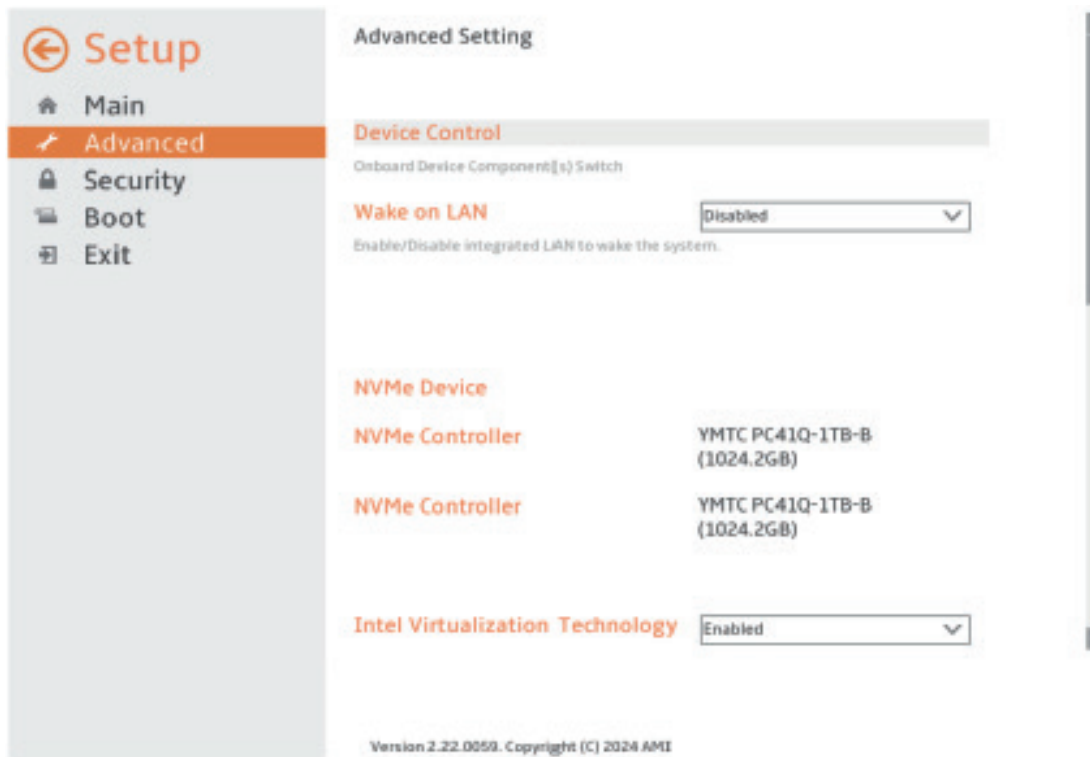 Setup
Main
Advanced
Security
Boot
Exit
Advanced Setting
Device Control
Onboard Device Component[s) Switch
Wake on LAN
Disabled
Enable/Disable integrated LAN to wake the system.
NVMe Device
NVMe Controller
YMTC PC41Q-1TB-B
(1024.2GB)
NVMe Controller
YMTC PC41Q-1TB-B
(1024.2GB)
Intel Virtualization Technology
Enabled
Version 2.22.0059. Copyright (C) 2024 AMI